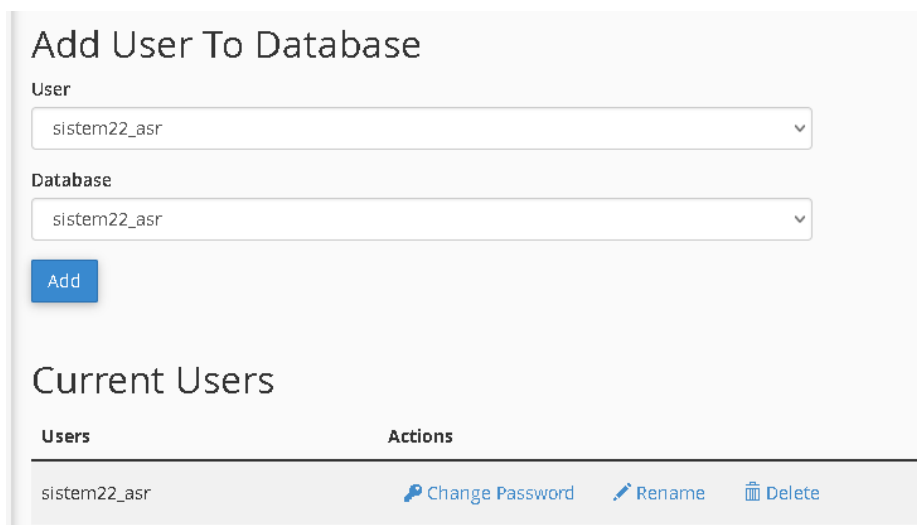 Add User To Database
User
sistem22_asr
Database
sistem22_asr
Add
Current Users
Users Actions
sistem22_asr Change Password Rename Delete